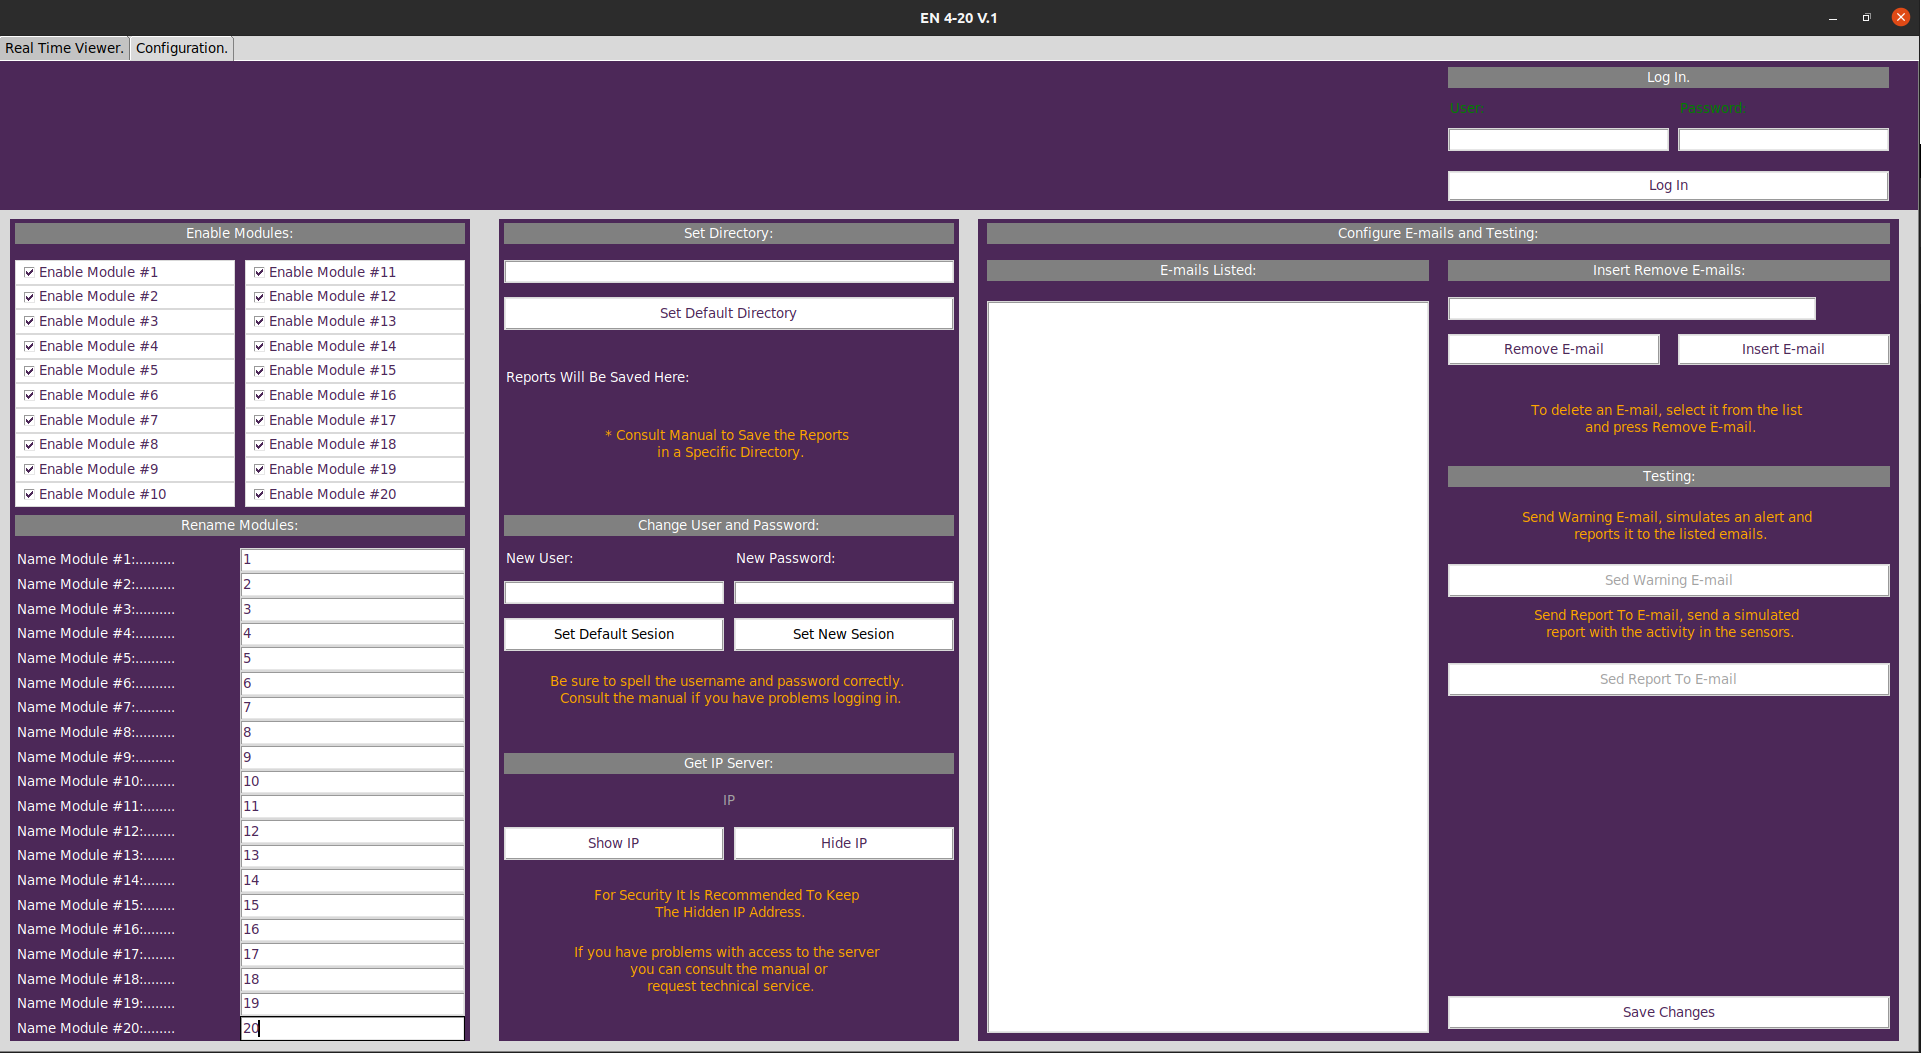 EN 4-20 V.1
Real Time Viewer.
Configuration.
Log In.
User:
Password:
Log In
Enable Modules:
Enable Module #1
Enable Module #2
Enable Module #3
Enable Module #4
Enable Module #5
Enable Module #6
Enable Module #7
Enable Module #8
Enable Module #9
Enable Module #10
Enable Module #11
Enable Module #12
Enable Module #13
Enable Module #14
Enable Module #15
Enable Module #16
Enable Module #17
Enable Module #18
Enable Module #19
Enable Module #20
Rename Modules:
Name Module #1:......... 1
Name Module #2:......... 2
Name Module #3:......... 3
Name Module #4:......... 4
Name Module #5:......... 5
Name Module #6:......... 6
Name Module #7:......... 7
Name Module #8:......... 8
Name Module #9:......... 9
Name Module #10:........ 10
Name Module #11:........ 11
Name Module #12:........ 12
Name Module #13:........ 13
Name Module #14:........ 14
Name Module #15:........ 15
Name Module #16:........ 16
Name Module #17:........ 17
Name Module #18:........ 18
Name Module #19:........ 19
Name Module #20:........ 20
Set Directory:
Set Default Directory
Reports Will Be Saved Here:
* Consult Manual to Save the Reports
in a Specific Directory.
Change User and Password:
New User:
New Password:
Set Default Sesion
Set New Sesion
Be sure to spell the username and password correctly.
Consult the manual if you have problems logging in.
Get IP Server:
IP
Show IP
Hide IP
For Security It Is Recommended To Keep
The Hidden IP Address.
If you have problems with access to the server
you can consult the manual or
request technical service.
Configure E-mails and Testing:
E-mails Listed:
Insert Remove E-mails:
Remove E-mail
Insert E-mail
To delete an E-mail, select it from the list
and press Remove E-mail.
Testing:
Send Warning E-mail, simulates an alert and
reports it to the listed emails.
Sed Warning E-mail
Send Report To E-mail, send a simulated
report with the activity in the sensors.
Sed Report To E-mail
Save Changes